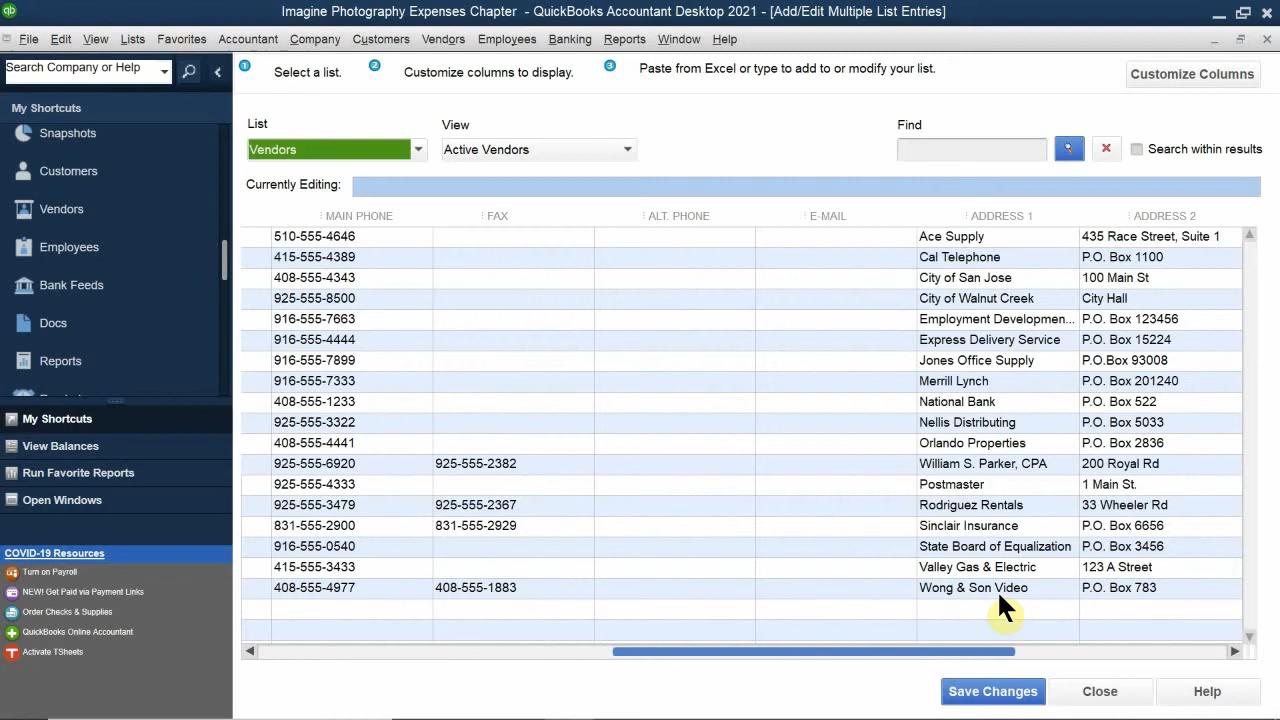 Imagine Photography Expenses Chapter - QuickBooks Accountant Desktop 2021 - [Add/Edit Multiple List Entries]
File Edit View Lists Favorites Accountant Company Customers Vendors Employees Banking Reports Window Help
Search Company or Help
1 Select a list. 2 Customize columns to display. 3 Paste from Excel or type to add to or modify your list.
Customize Columns
My Shortcuts
Snapshots
Customers
Vendors
Employees
Bank Feeds
Docs
Reports
My Shortcuts
View Balances
Run Favorite Reports
Open Windows
COVID-19 Resources
Turn on Payroll
NEW! Get Paid via Payment Links
Order Checks & Supplies
QuickBooks Online Accountant
Activate TSheets
List View Find
Vendors Active Vendors Search within results
Currently Editing:
MAIN PHONE FAX ALT. PHONE E-MAIL ADDRESS 1 ADDRESS 2
510-555-4646 Ace Supply 435 Race Street, Suite 1
415-555-4389 Cal Telephone P.O. Box 1100
408-555-4343 City of San Jose 100 Main St
925-555-8500 City of Walnut Creek City Hall
916-555-7663 Employment Developmen... P.O. Box 123456
916-555-4444 Express Delivery Service P.O. Box 15224
916-555-7899 Jones Office Supply P.O.Box 93008
916-555-7333 Merrill Lynch P.O. Box 201240
408-555-1233 National Bank P.O. Box 522
925-555-3322 Nellis Distributing P.O. Box 5033
408-555-4441 Orlando Properties P.O. Box 2836
925-555-6920 925-555-2382 William S. Parker, CPA 200 Royal Rd
925-555-4333 Postmaster 1 Main St.
925-555-3479 925-555-2367 Rodriguez Rentals 33 Wheeler Rd
831-555-2900 831-555-2929 Sinclair Insurance P.O. Box 6656
916-555-0540 State Board of Equalization P.O. Box 3456
415-555-3433 Valley Gas & Electric 123 A Street
408-555-4977 408-555-1883 Wong & Son Video P.O. Box 783
Save Changes Close Help